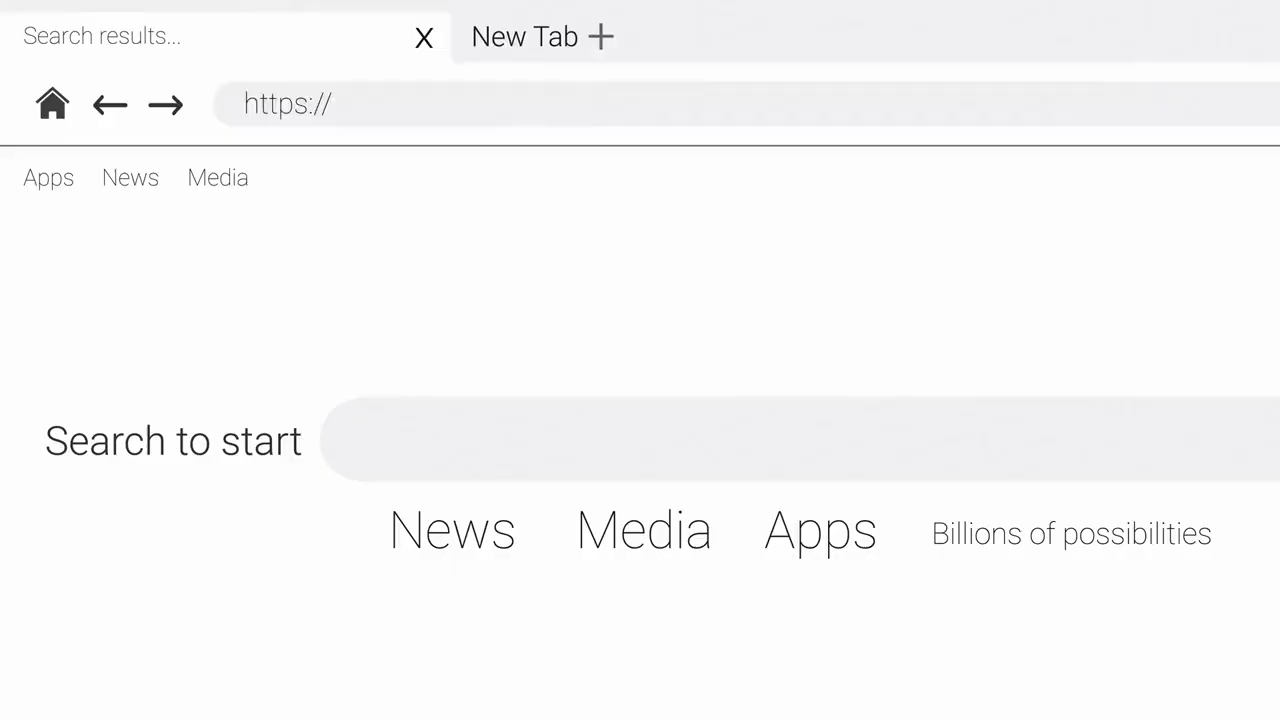 Search results... X New Tab +
https://
Apps News Media
Search to start
News Media Apps Billions of possibilities